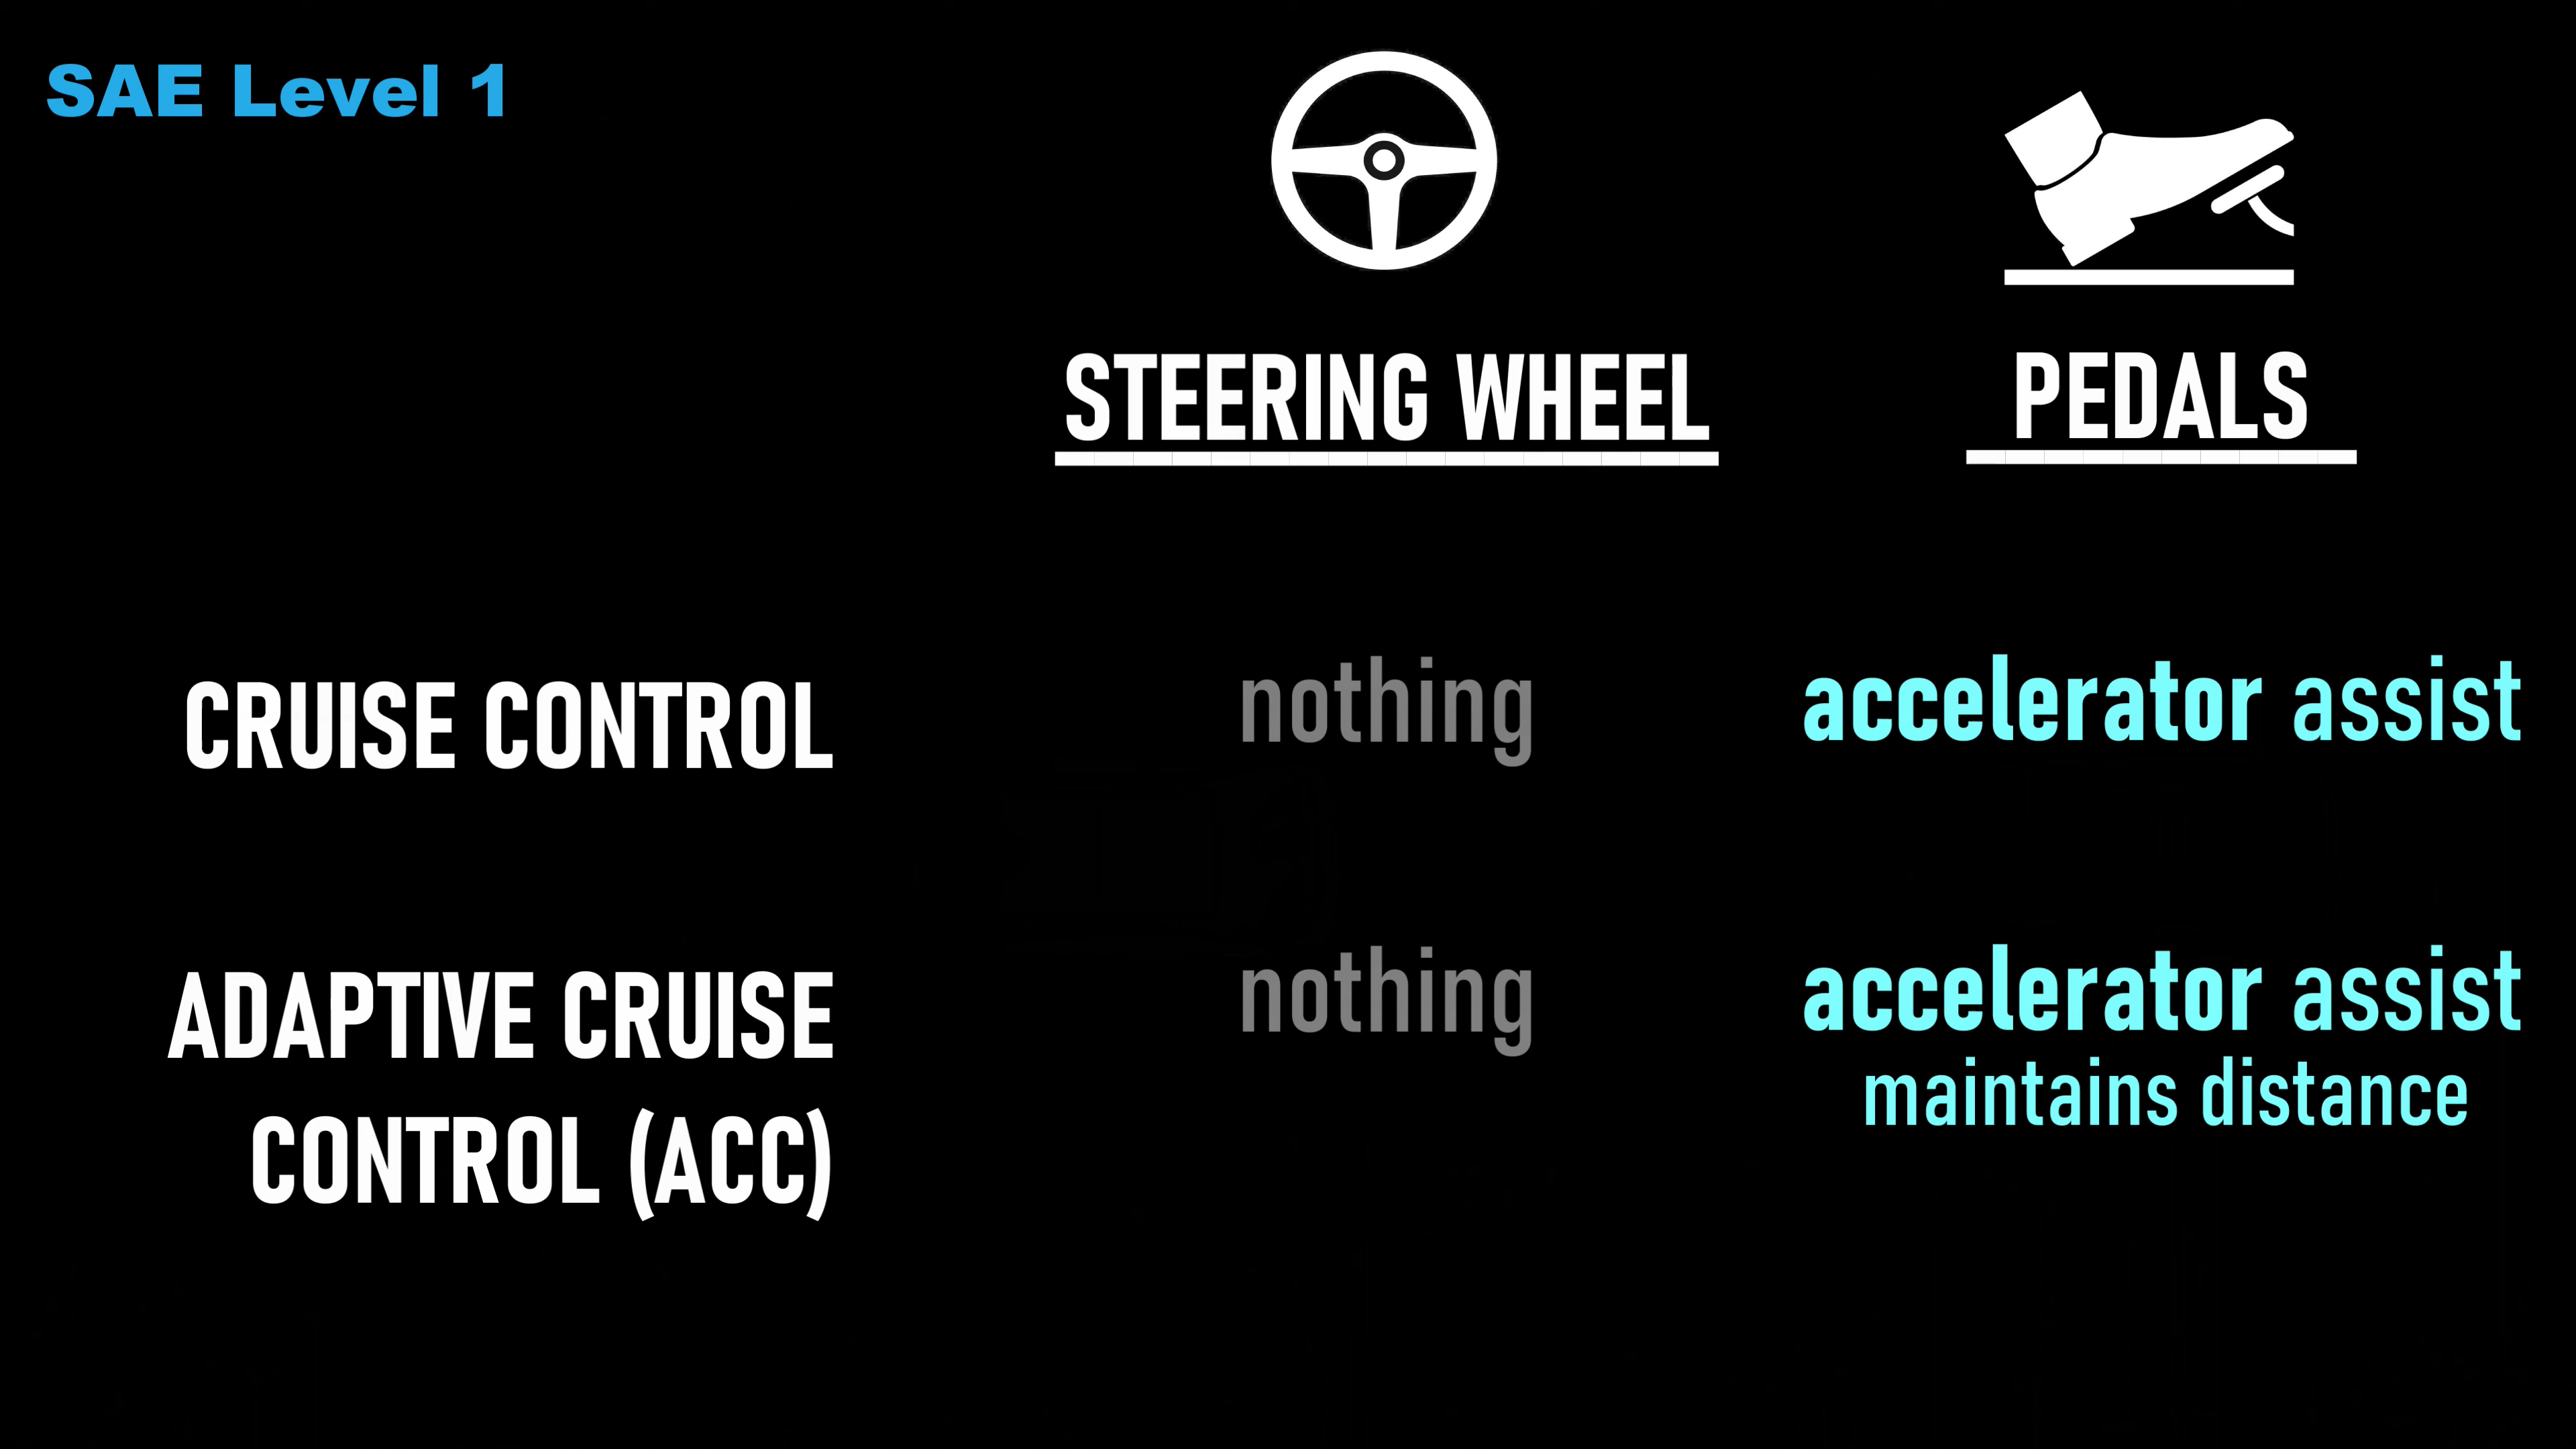 SAE Level 1
STEERING WHEEL
PEDALS
CRUISE CONTROL
nothing
accelerator assist
ADAPTIVE CRUISE
CONTROL (ACC)
nothing
accelerator assist
maintains distance